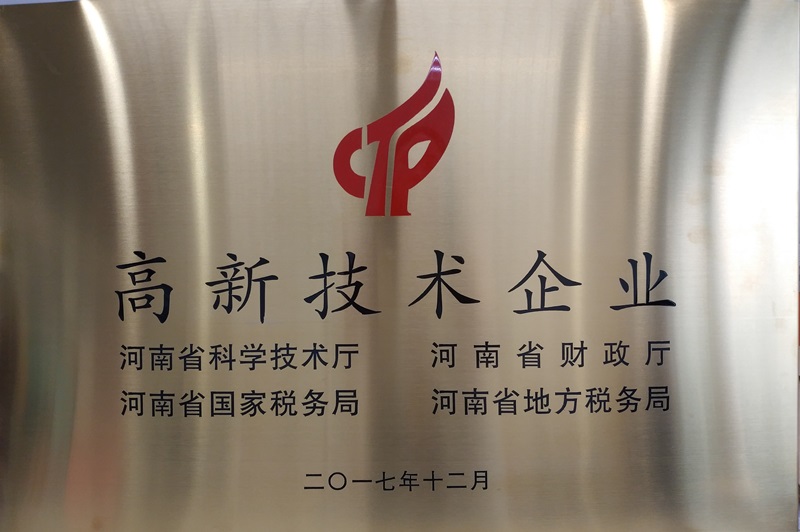 CTP
高新技术企业
河南省科学技术厅 河南省财政厅
河南省国家税务局 河南省地方税务局
二〇一七年十二月